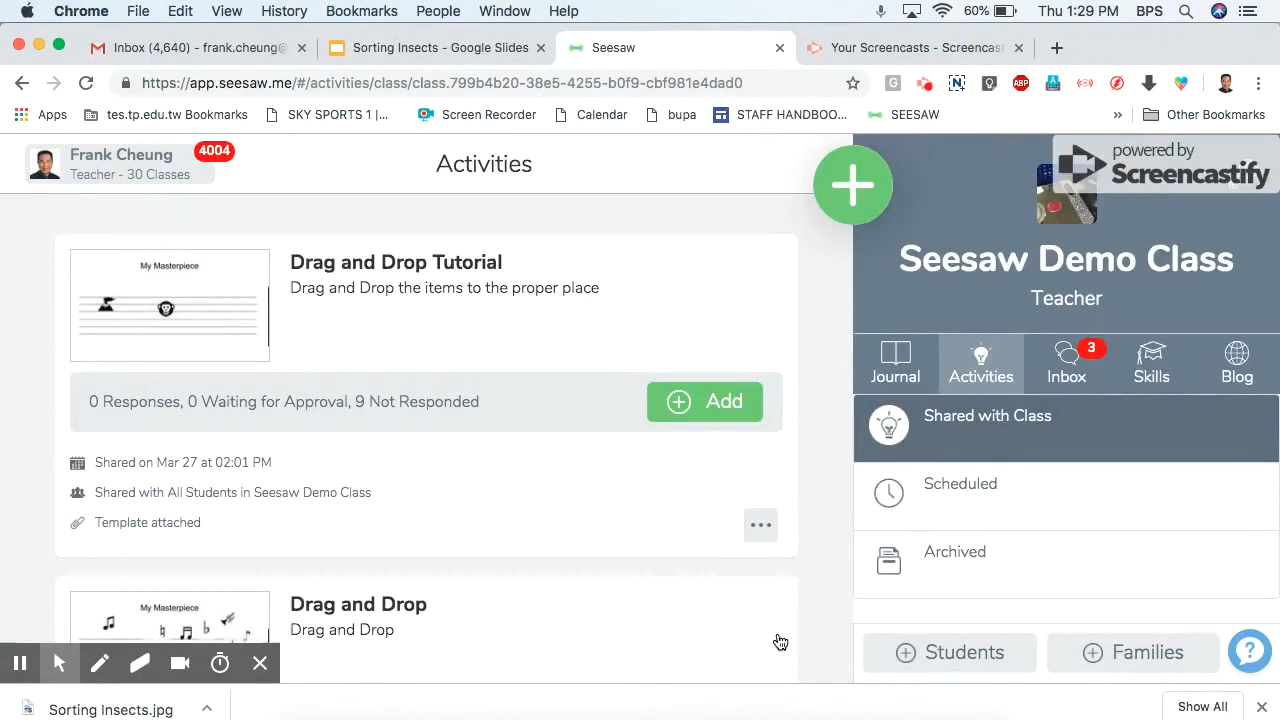 Chrome File Edit View History Bookmarks People Window Help 60% Thu 1:29 PM BPS
Inbox (4,640) - frank.cheung@ Sorting Insects - Google Slides Seesaw Your Screencasts - Screencast
https://app.seesaw.me/#/activities/class/class.799b4b20-38e5-4255-b0f9-cbf981e4dad0
Apps tes.tp.edu.tw Bookmarks SKY SPORTS 1 |... Screen Recorder Calendar bupa STAFF HANDBOO... SEESAW » Other Bookmarks
Frank Cheung 4004
Teacher - 30 Classes
Activities
powered by
Screencastify
Seesaw Demo Class
Teacher
Journal Activities Inbox 3 Skills Blog
Shared with Class
Scheduled
Archived
Students Families
My Masterpiece
Drag and Drop Tutorial
Drag and Drop the items to the proper place
0 Responses, 0 Waiting for Approval, 9 Not Responded
Add
Shared on Mar 27 at 02:01 PM
Shared with All Students in Seesaw Demo Class
Template attached
My Masterpiece
Drag and Drop
Drag and Drop
Sorting Insects.jpg
Show All